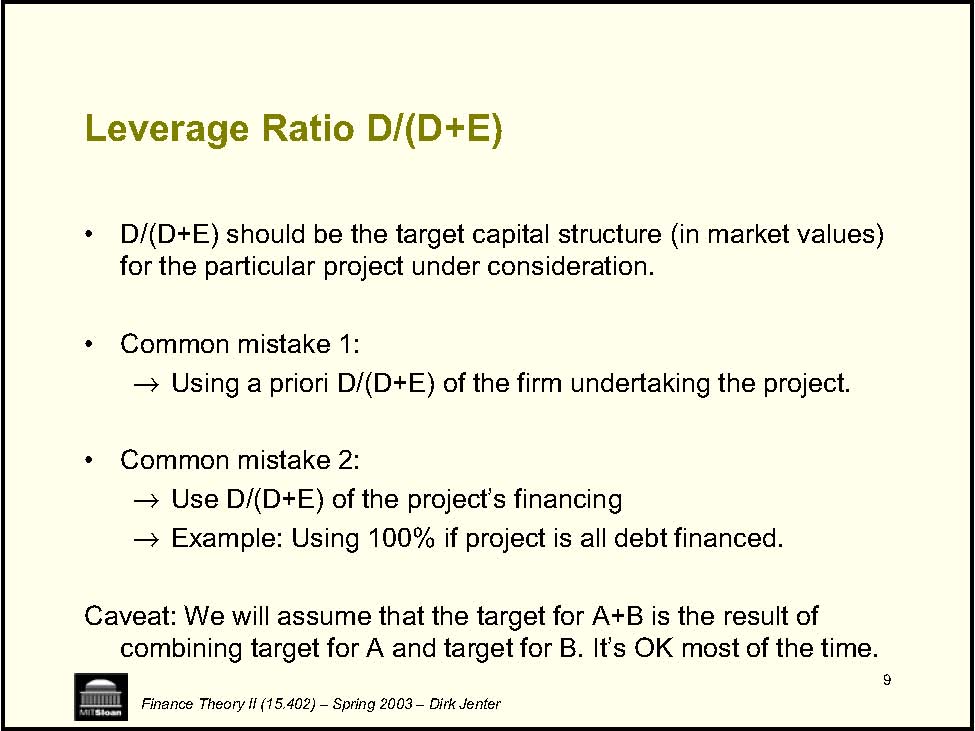 Leverage Ratio D/(D+E)
• D/(D+E) should be the target capital structure (in market values)
for the particular project under consideration.
• Common mistake 1:
→ Using a priori D/(D+E) of the firm undertaking the project.
• Common mistake 2:
→ Use D/(D+E) of the project’s financing
→ Example: Using 100% if project is all debt financed.
Caveat: We will assume that the target for A+B is the result of
combining target for A and target for B. It’s OK most of the time.
9
MITSloan
Finance Theory II (15.402) – Spring 2003 – Dirk Jenter